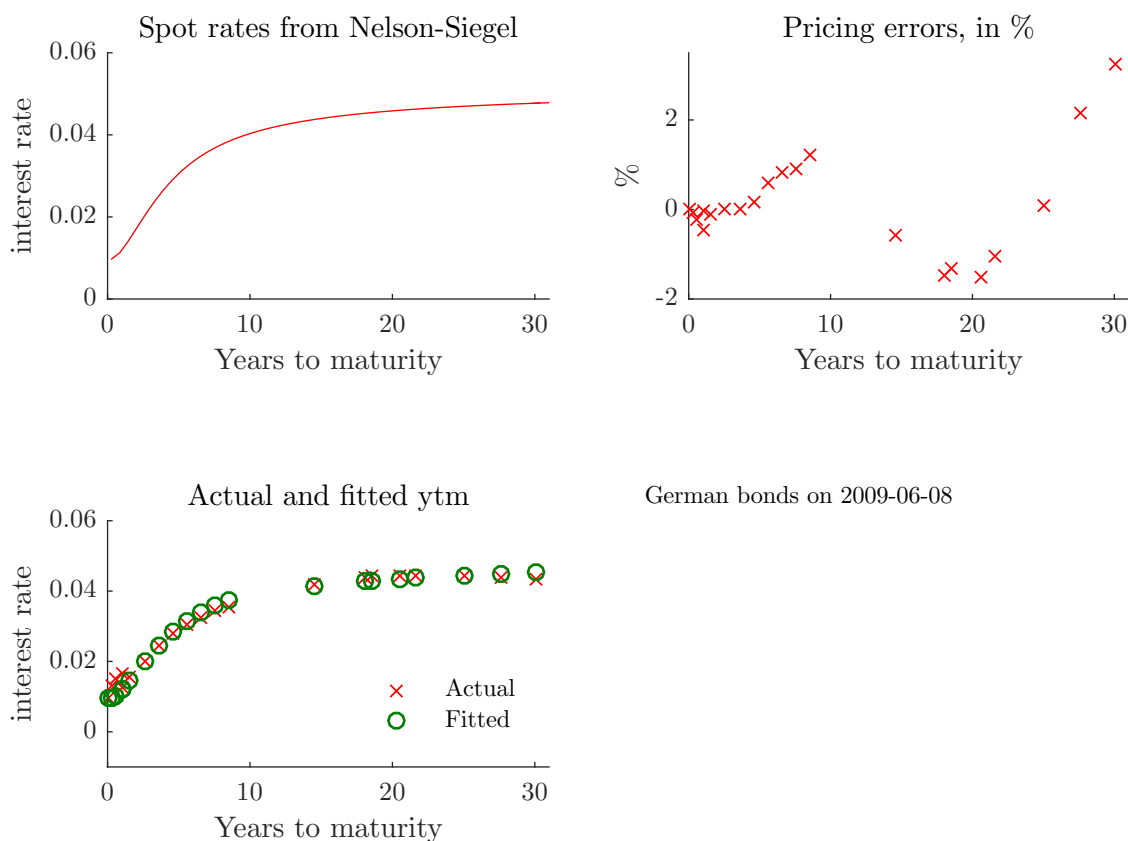 Spot rates from Nelson-Siegel
0.06
0.04
0.02
0
interest rate
0 10 20 30
Years to maturity
Pricing errors, in %
2
0
-2
%
0 10 20 30
Years to maturity
Actual and fitted ytm
0.06
0.04
0.02
0
interest rate
Actual
Fitted
0 10 20 30
Years to maturity
German bonds on 2009-06-08